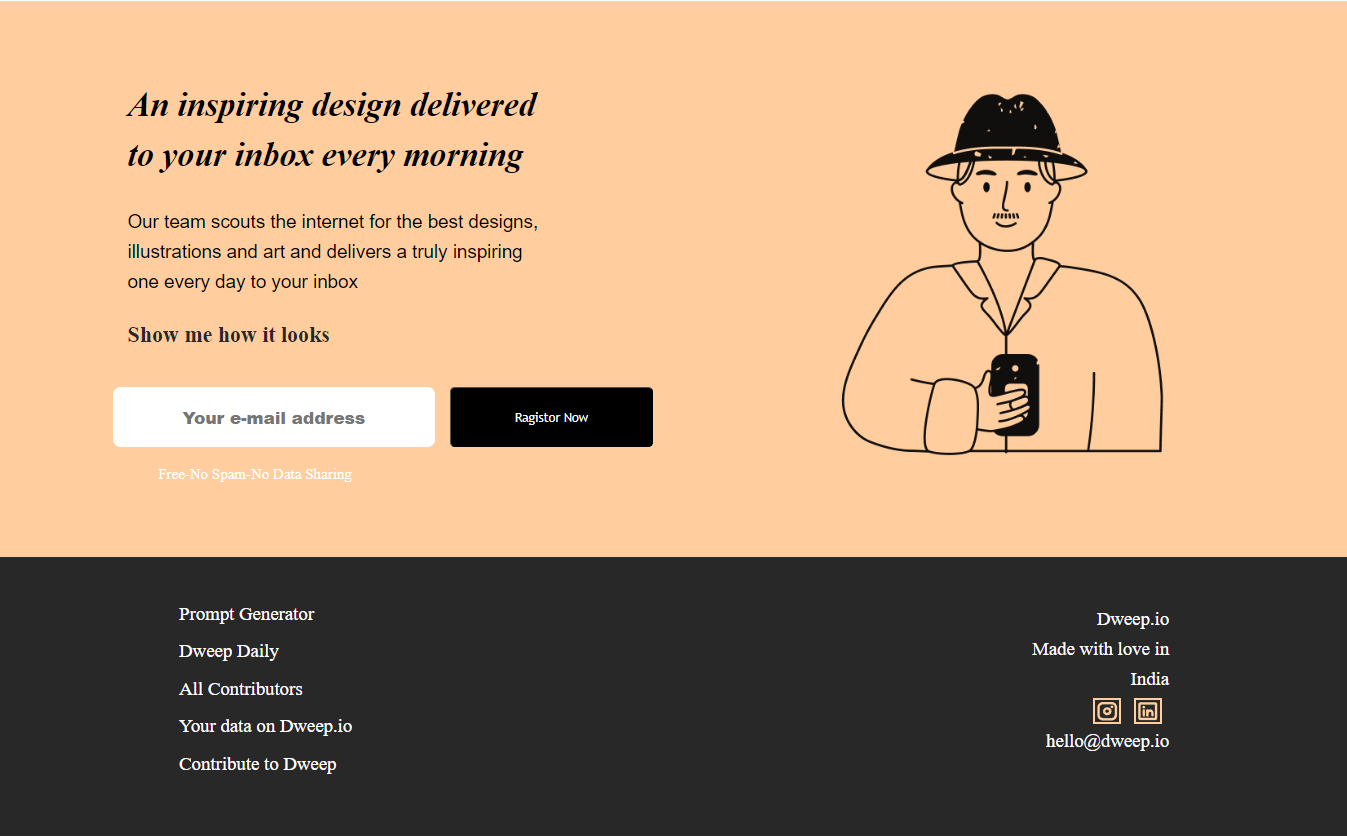 An inspiring design delivered
to your inbox every morning
Our team scouts the internet for the best designs,
illustrations and art and delivers a truly inspiring
one every day to your inbox
Show me how it looks
Your e-mail address
Ragistor Now
Free-No Spam-No Data Sharing
Prompt Generator
Dweep Daily
All Contributors
Your data on Dweep.io
Contribute to Dweep
Dweep.io
Made with love in
India
in
hello@dweep.io